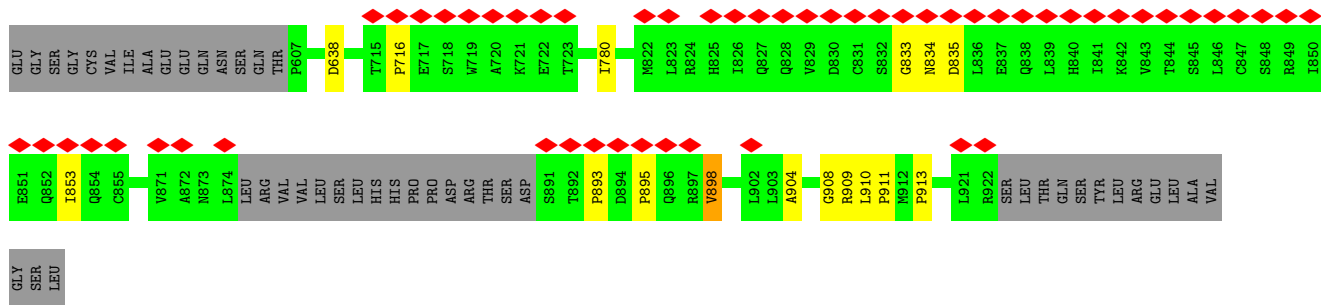 GLU GLY SER GLY CYS VAL ILE ALA GLU GLU GLN ASN SER GLN THR P607 D638 T715 P716 E717 S718 W719 A720 K721 E722 T723 I780 M822 L823 R824 H825 I826 Q827 Q828 V829 D830 C831 S832 G833 N834 D835 L836 E837 Q838 L839 H840 I841 K842 V843 T844 S845 L846 C847 S848 R849 I850
E851 Q852 I853 Q854 C855 V871 A872 N873 L874 LEU ARG VAL VAL LEU SER LEU HIS HIS PRO PRO ASP ARG THR SER ASP S891 T892 P893 D894 P895 Q896 R897 V898 L902 L903 A904 G908 R909 L910 P911 M912 P913 L921 R922 SER LEU THR GLN SER TYR LEU ARG GLU LEU ALA VAL
GLY SER LEU